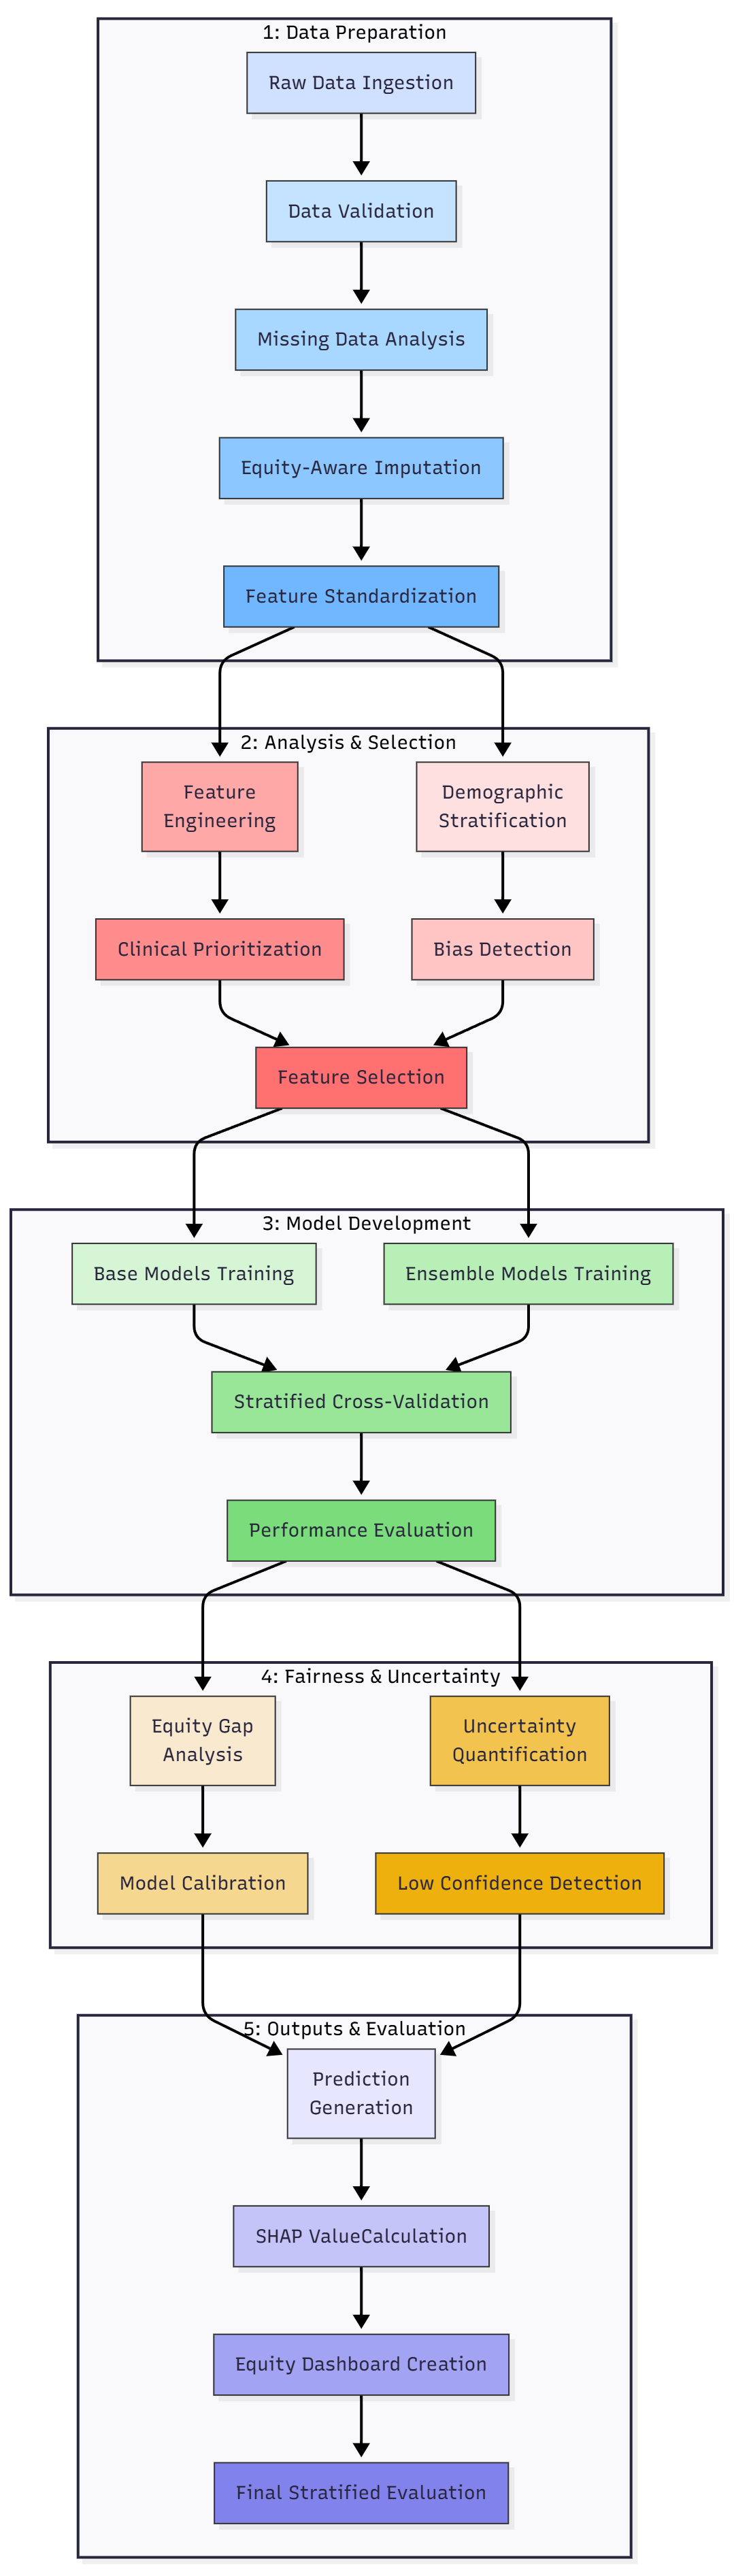 1: Data Preparation
Raw Data Ingestion
Data Validation
Missing Data Analysis
Equity-Aware Imputation
Feature Standardization
2: Analysis & Selection
Feature
Engineering
Demographic
Stratification
Clinical Prioritization
Bias Detection
Feature Selection
3: Model Development
Base Models Training
Ensemble Models Training
Stratified Cross-Validation
Performance Evaluation
4: Fairness & Uncertainty
Equity Gap
Analysis
Uncertainty
Quantification
Model Calibration
Low Confidence Detection
5: Outputs & Evaluation
Prediction
Generation
SHAP ValueCalculation
Equity Dashboard Creation
Final Stratified Evaluation